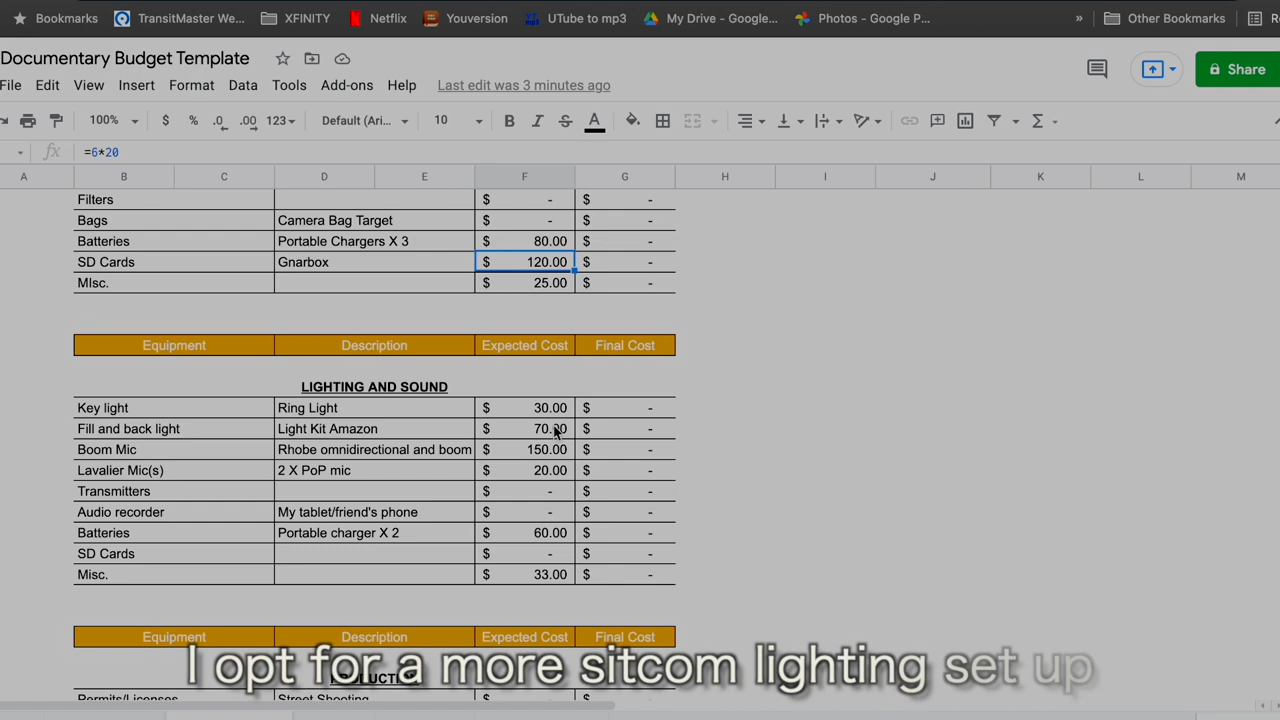 Bookmarks TransitMaster We... XFINITY Netflix Youversion UTube to mp3 My Drive - Google... Photos - Google P... » Other Bookmarks
Documentary Budget Template
File Edit View Insert Format Data Tools Add-ons Help Last edit was 3 minutes ago Share
100% $ % .0 .00 123 Default (Ari... 10 B I S A Σ
fx =6*20
A B C D E F G H I J K L M
Filters $ - $ -
Bags Camera Bag Target $ - $ -
Batteries Portable Chargers X 3 $ 80.00 $ -
SD Cards Gnarbox $ 120.00 $ -
MIsc. $ 25.00 $ -
Equipment Description Expected Cost Final Cost
LIGHTING AND SOUND
Key light Ring Light $ 30.00 $ -
Fill and back light Light Kit Amazon $ 70.00 $ -
Boom Mic Rhobe omnidirectional and boom $ 150.00 $ -
Lavalier Mic(s) 2 X PoP mic $ 20.00 $ -
Transmitters $ - $ -
Audio recorder My tablet/friend's phone $ - $ -
Batteries Portable charger X 2 $ 60.00 $ -
SD Cards $ - $ -
Misc. $ 33.00 $ -
Equipment Description Expected Cost Final Cost
I opt for a more sitcom lighting set up
Permits/Licenses Street Shooting